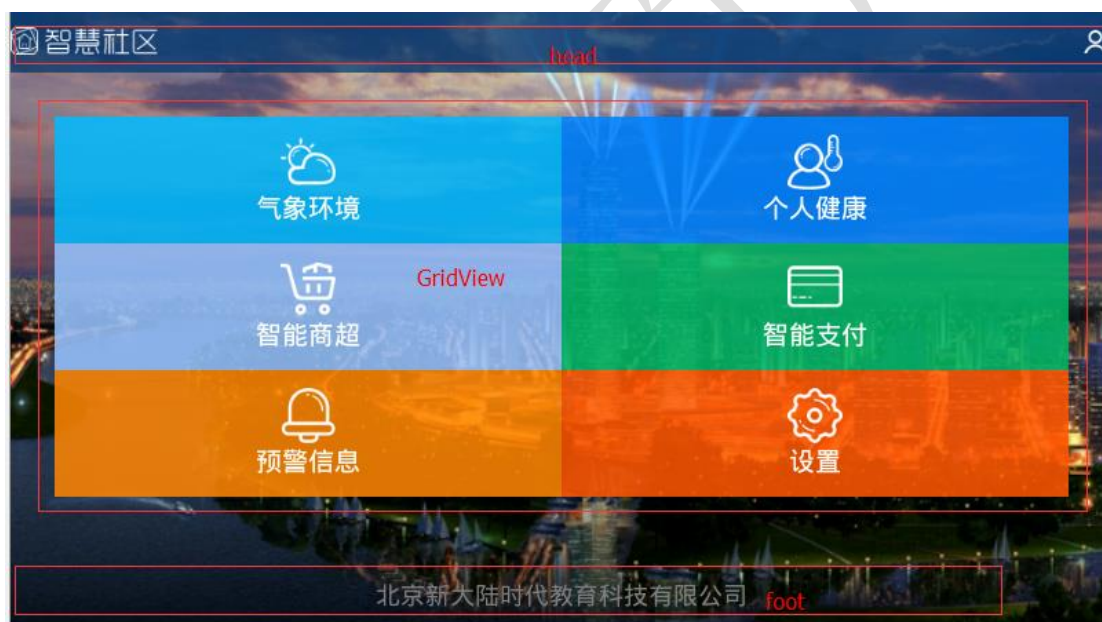 智慧社区
head
气象环境
个人健康
智能商超
GridView
智能支付
预警信息
设置
北京新大陆时代教育科技有限公司
foot